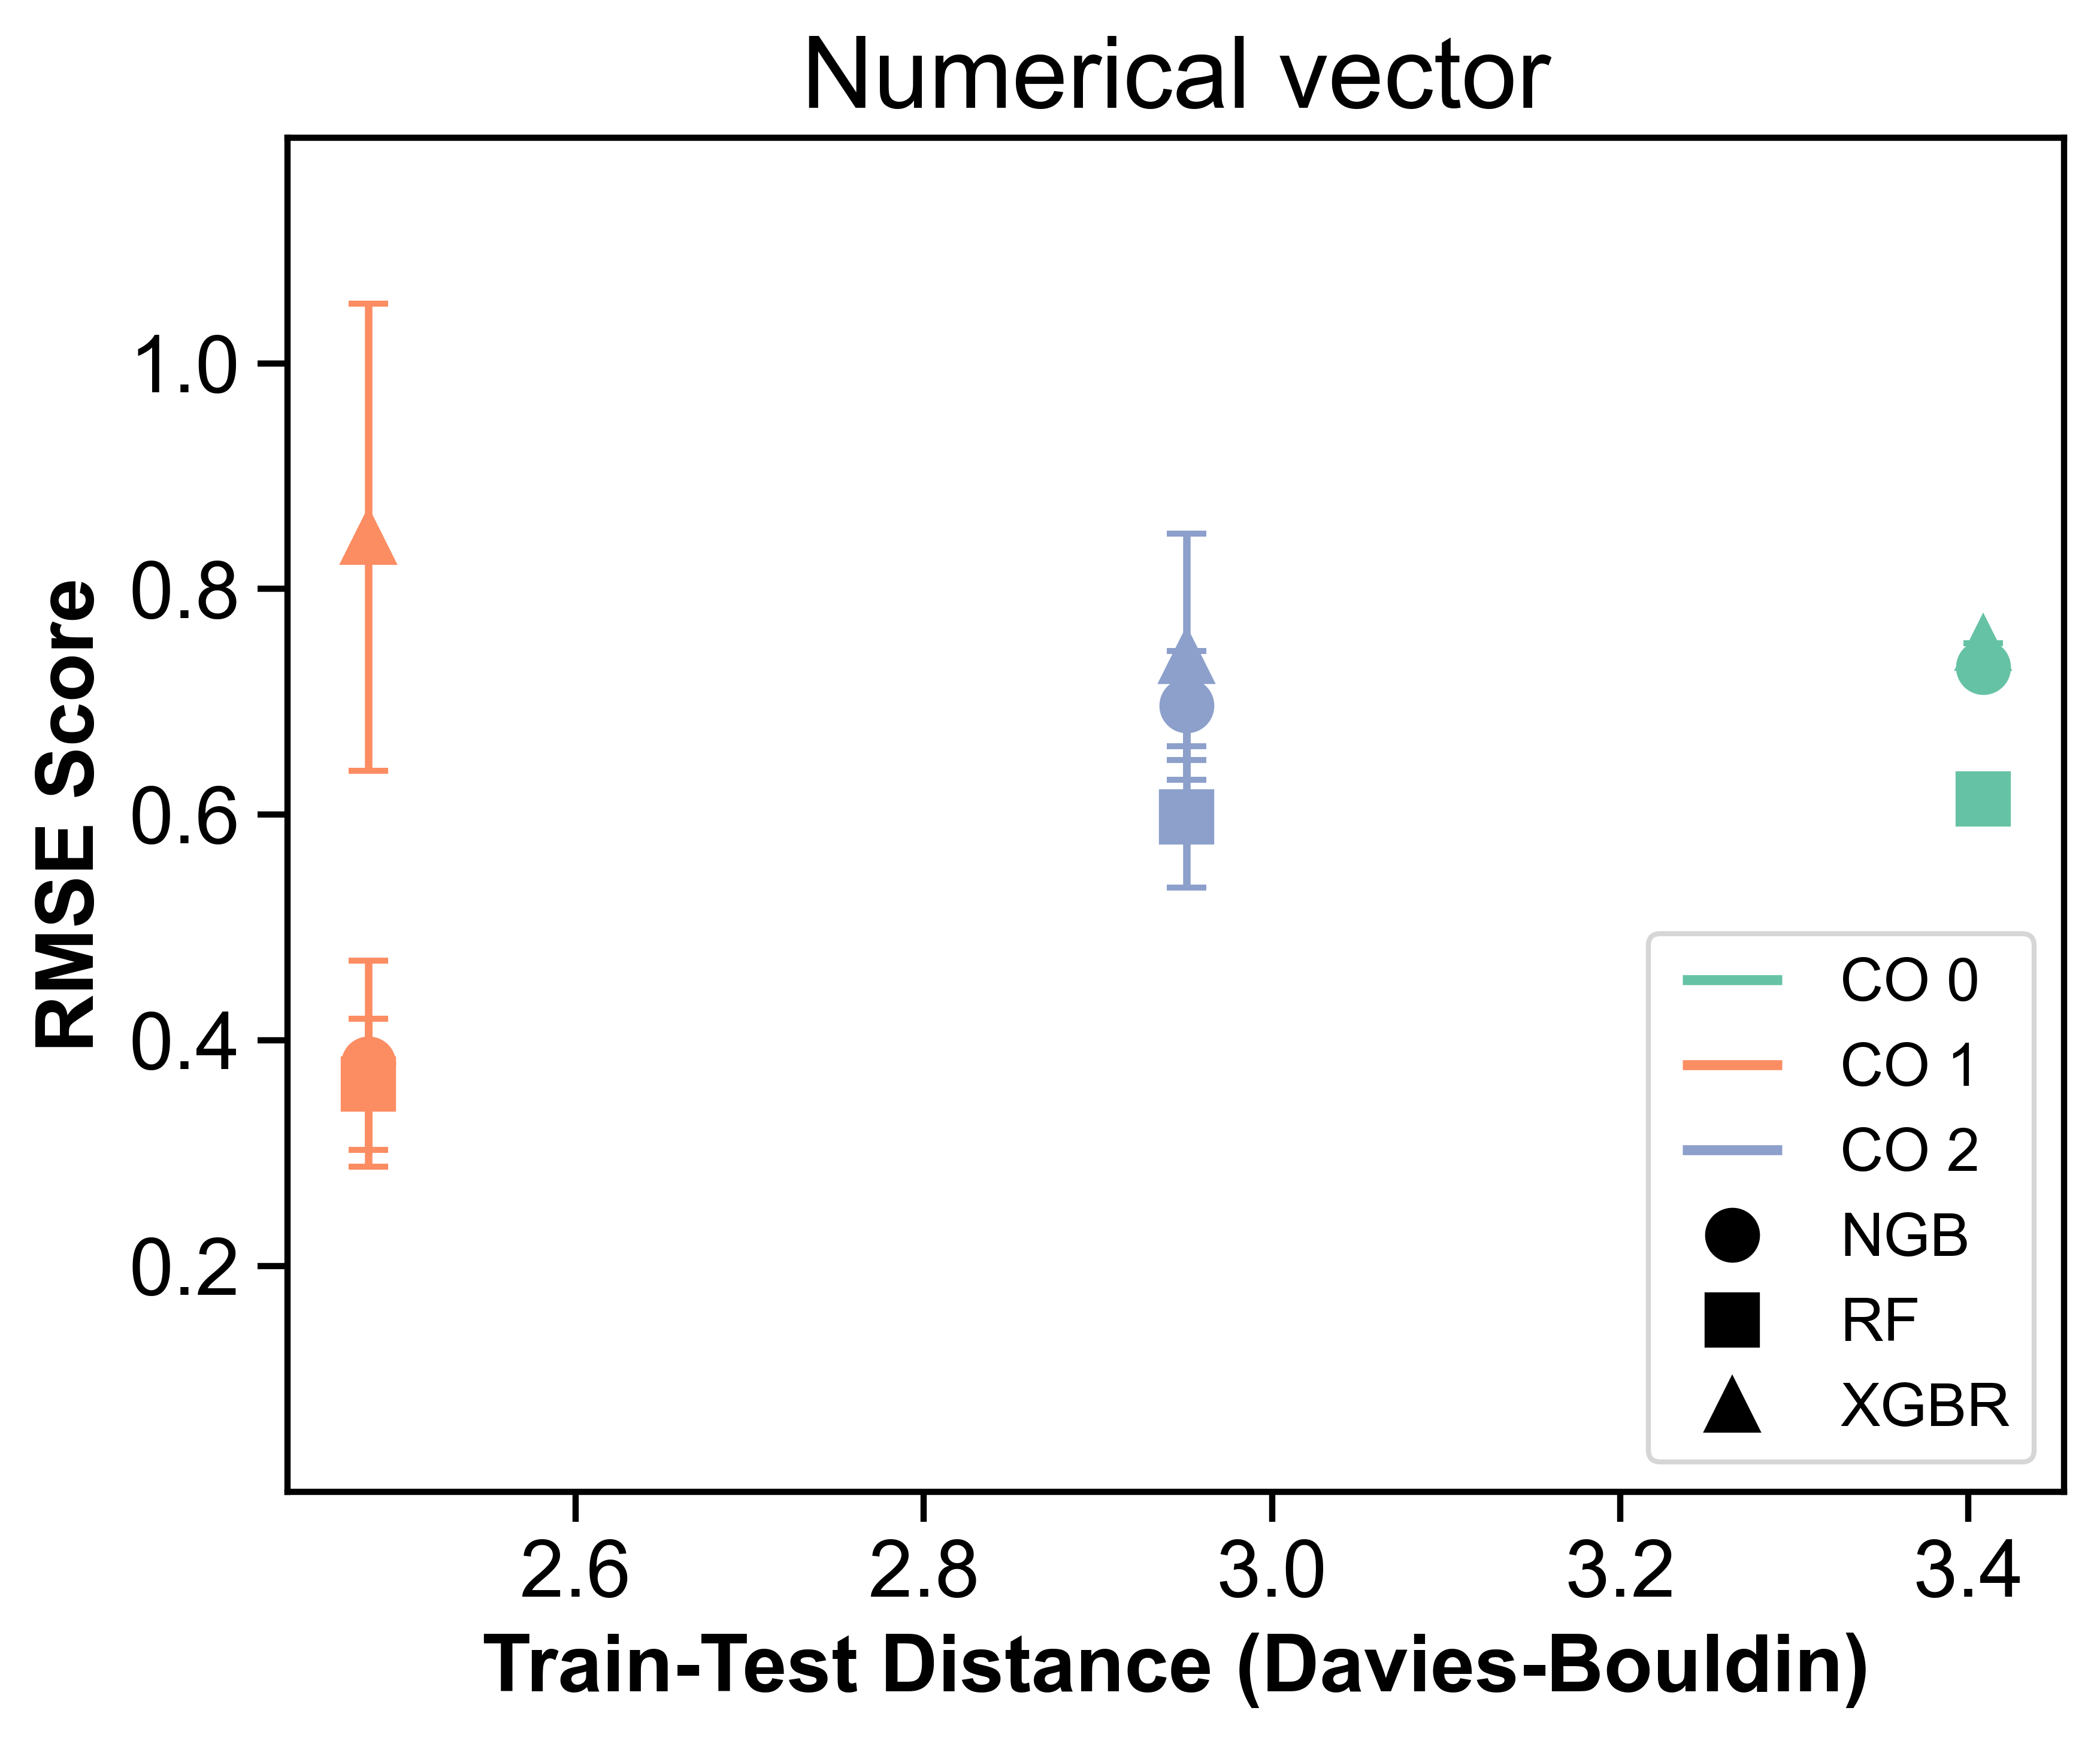 Numerical vector
RMSE Score
1.0
0.8
0.6
0.4
0.2
CO 0
CO 1
CO 2
NGB
RF
XGBR
2.6 2.8 3.0 3.2 3.4
Train-Test Distance (Davies-Bouldin)